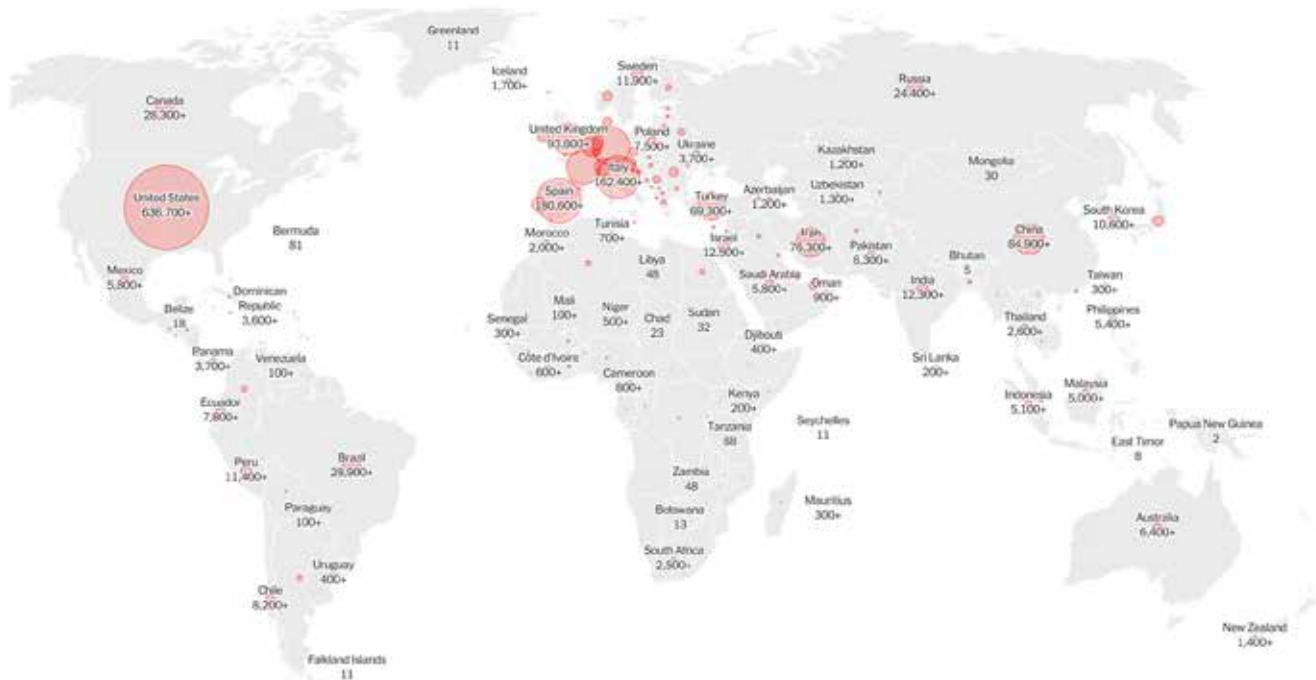 Greenland
11
Iceland
1,700+
Sweden
11,900+
Russia
24,400+
Canada
28,300+
United Kingdom
93,800+
Poland
7,500+
Ukraine
3,700+
Kazakhstan
1,200+
Mongolia
30
Italy
162,400+
United States
636,700+
Spain
180,600+
Turkey
69,300+
Azerbaijan
1,200+
Uzbekistan
1,300+
South Korea
10,600+
Bermuda
81
Morocco
2,000+
Tunisia
700+
Israel
12,500+
Iran
76,300+
Pakistan
6,300+
China
84,900+
Mexico
5,800+
Libya
48
Saudi Arabia
5,800+
Oman
900+
India
12,300+
Bhutan
5
Taiwan
300+
Dominican
Republic
3,600+
Belize
18
Mali
100+
Niger
500+
Chad
23
Sudan
32
Senegal
300+
Djibouti
400+
Thailand
2,600+
Philippines
5,400+
Panama
3,700+
Venezuela
100+
Côte d'Ivoire
600+
Cameroon
800+
Sri Lanka
200+
Ecuador
7,800+
Kenya
200+
Indonesia
5,100+
Malaysia
5,000+
Tanzania
88
Seychelles
11
Papua New Guinea
2
East Timor
8
Peru
11,400+
Brazil
28,900+
Zambia
48
Paraguay
100+
Botswana
13
Mauritius
300+
Australia
6,400+
South Africa
2,500+
Uruguay
400+
Chile
8,200+
New Zealand
1,400+
Falkland Islands
11